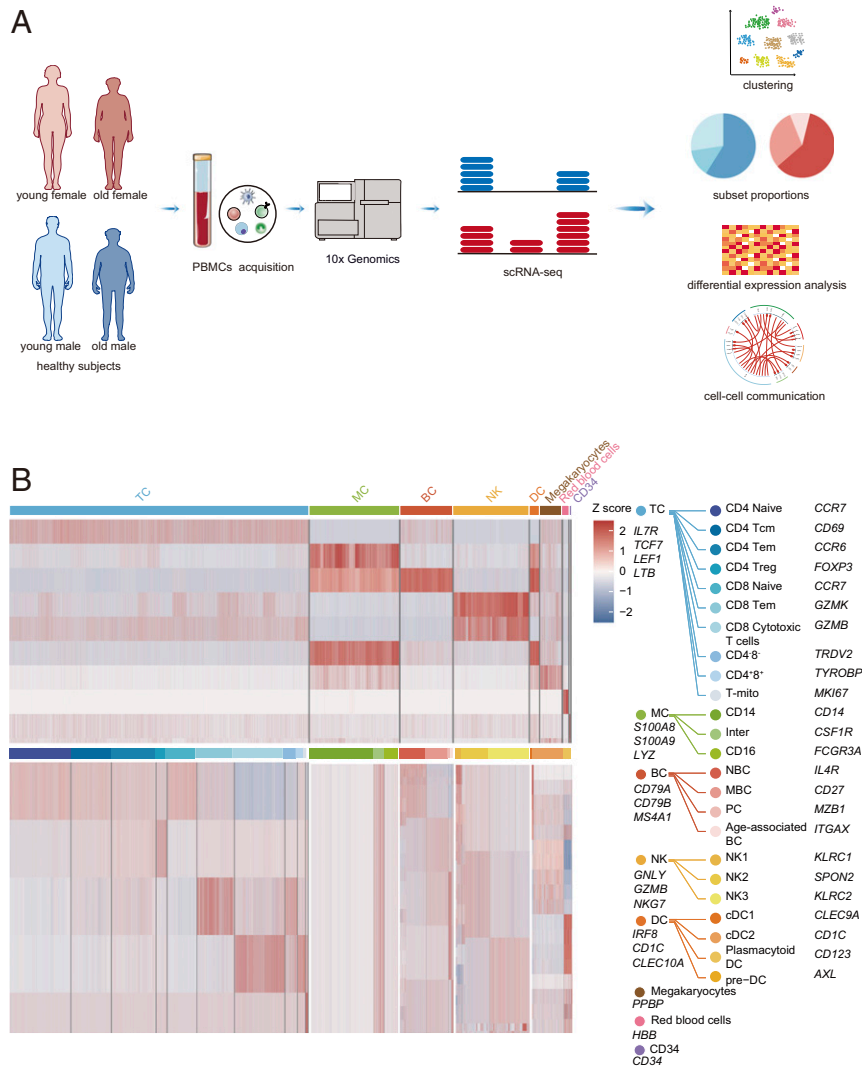 A
young female
old female
young male
old male
healthy subjects
PBMCs acquisition
10x Genomics
scRNA-seq
clustering
subset proportions
differential expression analysis
cell-cell communication
B
TC
MC
BC
NK
DC
Megakaryocytes
Red blood cells
CD34
Z score
2
1
0
−1
−2
TC
IL7R
TCF7
LEF1
LTB
CD4 Naive
CCR7
CD4 Tcm
CD69
CD4 Tem
CCR6
CD4 Treg
FOXP3
CD8 Naive
CCR7
CD8 Tem
GZMK
CD8 Cytotoxic
T cells
GZMB
CD4-8-
TRDV2
CD4+8+
TYROBP
T-mito
MKI67
MC
S100A8
S100A9
LYZ
CD14
CD14
Inter
CSF1R
CD16
FCGR3A
BC
CD79A
CD79B
MS4A1
NBC
IL4R
MBC
CD27
PC
MZB1
Age-associated
BC
ITGAX
NK
GNLY
GZMB
NKG7
NK1
KLRC1
NK2
SPON2
NK3
KLRC2
DC
IRF8
CD1C
CLEC10A
cDC1
CLEC9A
cDC2
CD1C
Plasmacytoid
DC
CD123
pre−DC
AXL
Megakaryocytes
PPBP
Red blood cells
HBB
CD34
CD34